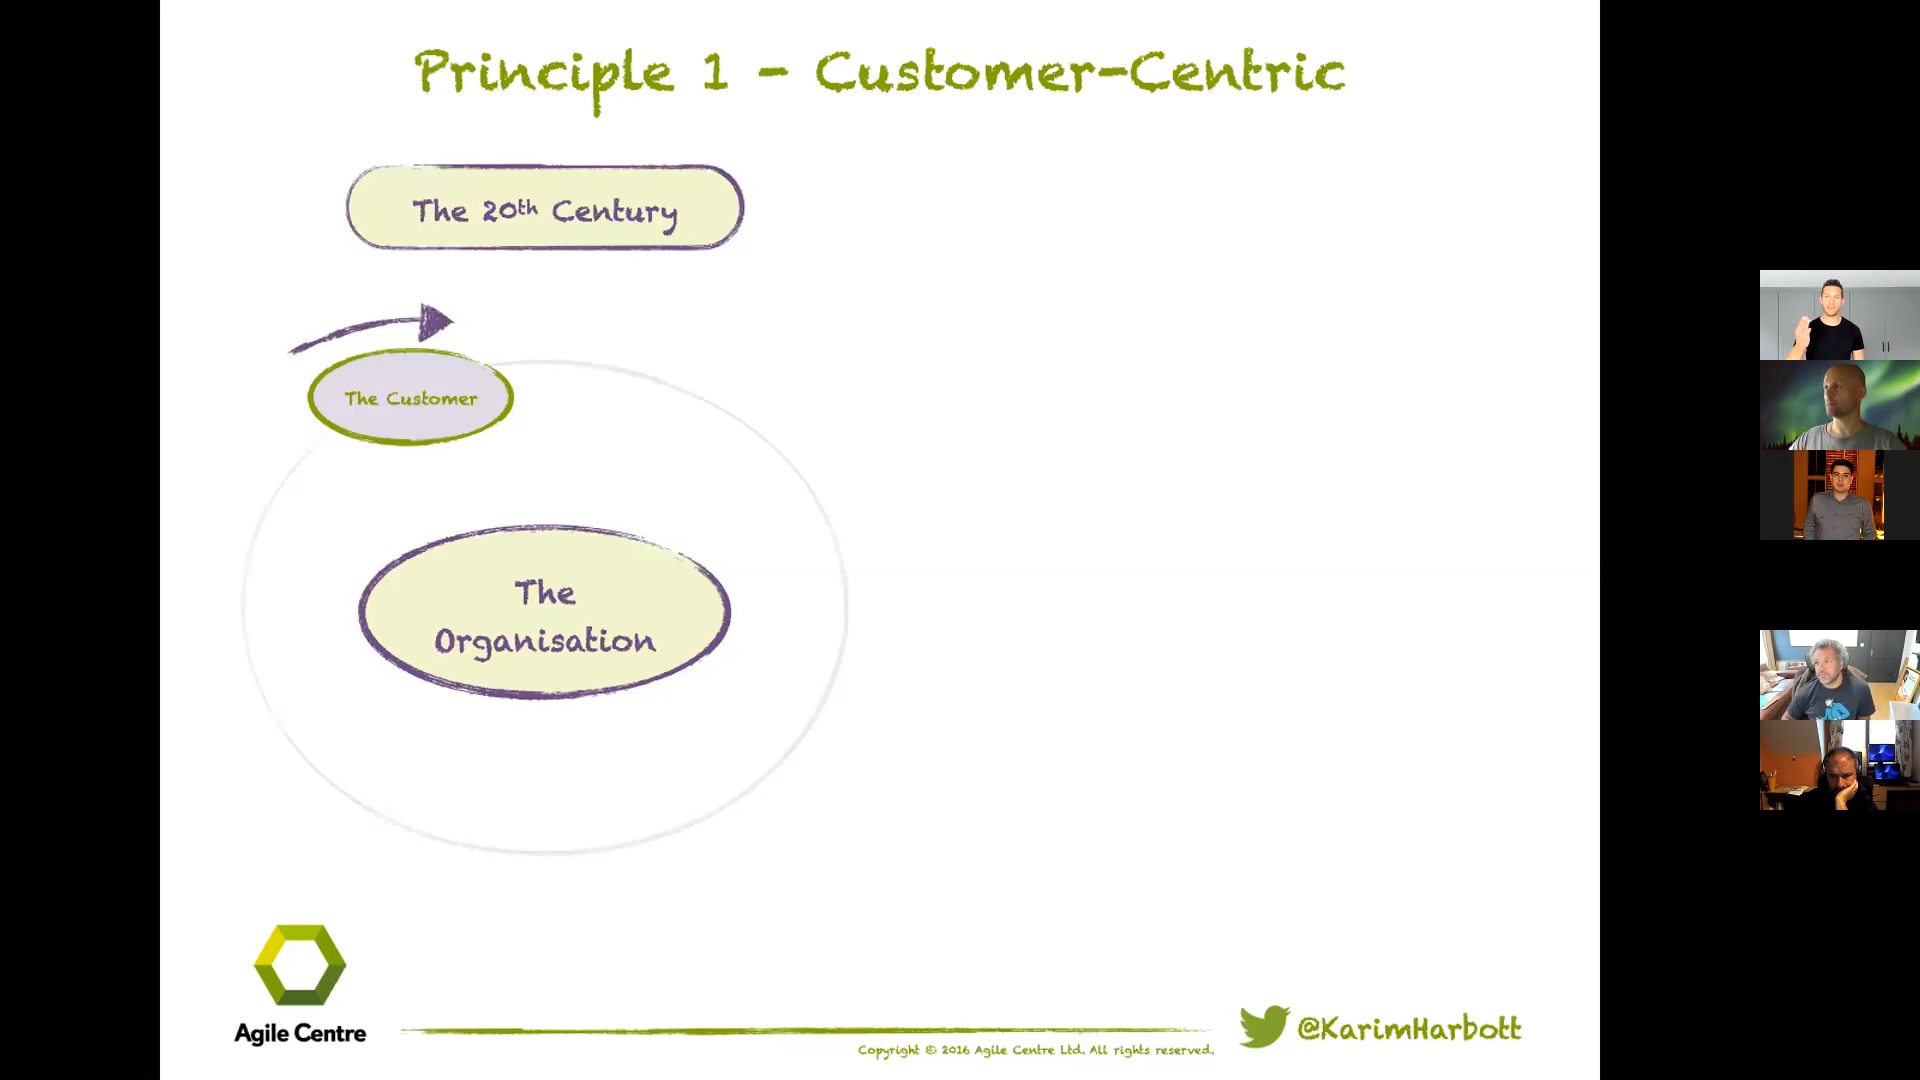 Principle 1 - Customer-Centric
The 20th Century
The Customer
The
Organisation
Agile Centre
@KarimHarbott
Copyright © 2016 Agile Centre Ltd. All rights reserved.